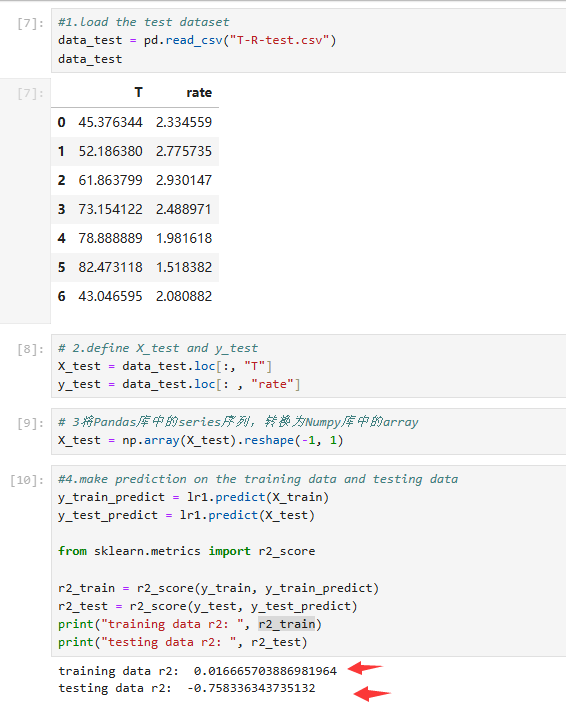 [7]: #1.load the test dataset
data_test = pd.read_csv("T-R-test.csv")
data_test
[7]: T rate
0 45.376344 2.334559
1 52.186380 2.775735
2 61.863799 2.930147
3 73.154122 2.488971
4 78.888889 1.981618
5 82.473118 1.518382
6 43.046595 2.080882
[8]: # 2.define X_test and y_test
X_test = data_test.loc[:, "T"]
y_test = data_test.loc[: , "rate"]
[9]: # 3将Pandas库中的series序列，转换为Numpy库中的array
X_test = np.array(X_test).reshape(-1, 1)
[10]: #4.make prediction on the training data and testing data
y_train_predict = lr1.predict(X_train)
y_test_predict = lr1.predict(X_test)
from sklearn.metrics import r2_score
r2_train = r2_score(y_train, y_train_predict)
r2_test = r2_score(y_test, y_test_predict)
print("training data r2: ", r2_train)
print("testing data r2: ", r2_test)
training data r2:  0.016665703886981964
testing data r2:  -0.758336343735132